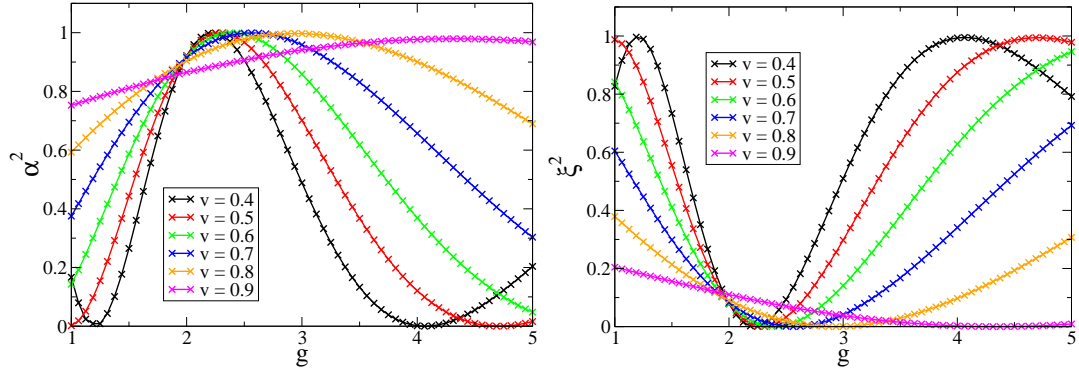 1
0.8
0.6
0.4
0.2
0
α²
v = 0.4
v = 0.5
v = 0.6
v = 0.7
v = 0.8
v = 0.9
1 2 3 4 5
g
1
0.8
0.6
0.4
0.2
0
ξ²
v = 0.4
v = 0.5
v = 0.6
v = 0.7
v = 0.8
v = 0.9
1 2 3 4 5
g